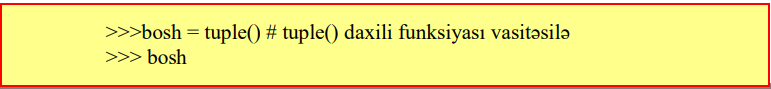 >>>bosh = tuple() # tuple() daxili funksiyası vasitəsilə
>>> bosh